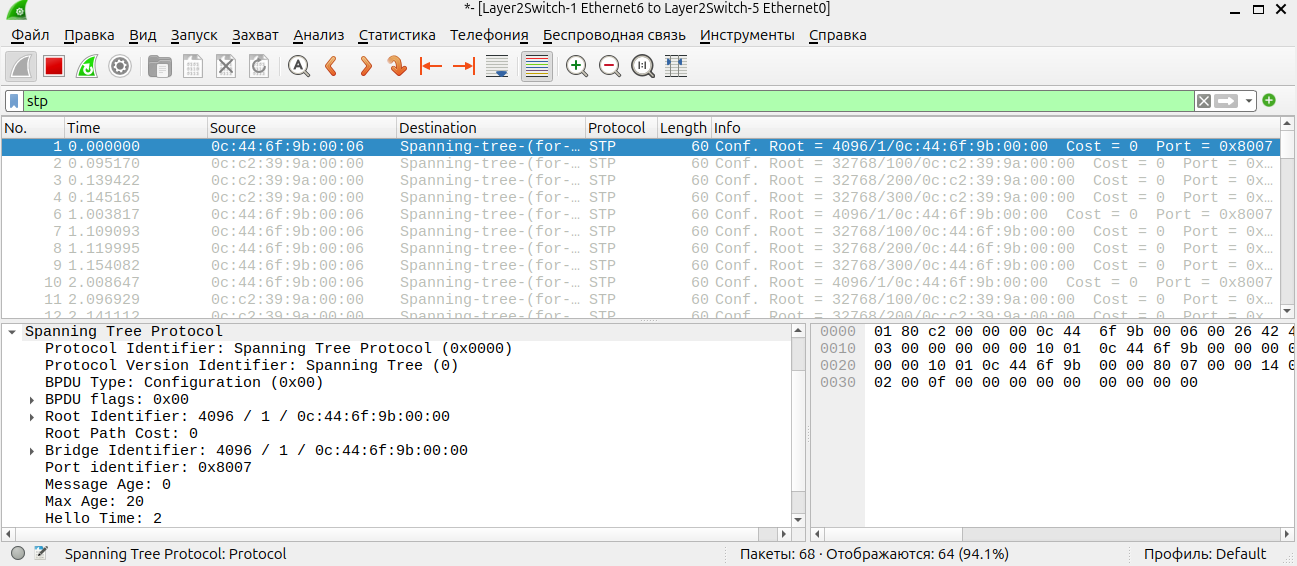 *- [Layer2Switch-1 Ethernet6 to Layer2Switch-5 Ethernet0]
Файл Правка Вид Запуск Захват Анализ Статистика Телефония Беспроводная связь Инструменты Справка
stp
No. Time Source Destination Protocol Length Info
1 0.000000 0c:44:6f:9b:00:06 Spanning-tree-(for-… STP 60 Conf. Root = 4096/1/0c:44:6f:9b:00:00 Cost = 0 Port = 0x8007
2 0.095170 0c:c2:39:9a:00:00 Spanning-tree-(for-… STP 60 Conf. Root = 32768/100/0c:c2:39:9a:00:00 Cost = 0 Port = 0x…
3 0.139422 0c:c2:39:9a:00:00 Spanning-tree-(for-… STP 60 Conf. Root = 32768/200/0c:c2:39:9a:00:00 Cost = 0 Port = 0x…
4 0.145165 0c:c2:39:9a:00:00 Spanning-tree-(for-… STP 60 Conf. Root = 32768/300/0c:c2:39:9a:00:00 Cost = 0 Port = 0x…
6 1.003817 0c:44:6f:9b:00:06 Spanning-tree-(for-… STP 60 Conf. Root = 4096/1/0c:44:6f:9b:00:00 Cost = 0 Port = 0x8007
7 1.109093 0c:c2:39:9a:00:00 Spanning-tree-(for-… STP 60 Conf. Root = 32768/100/0c:c2:39:9a:00:00 Cost = 0 Port = 0x…
8 1.119995 0c:c2:39:9a:00:00 Spanning-tree-(for-… STP 60 Conf. Root = 32768/200/0c:c2:39:9a:00:00 Cost = 0 Port = 0x…
9 1.154082 0c:c2:39:9a:00:00 Spanning-tree-(for-… STP 60 Conf. Root = 32768/300/0c:c2:39:9a:00:00 Cost = 0 Port = 0x…
10 2.008647 0c:44:6f:9b:00:06 Spanning-tree-(for-… STP 60 Conf. Root = 4096/1/0c:44:6f:9b:00:00 Cost = 0 Port = 0x8007
11 2.096929 0c:c2:39:9a:00:00 Spanning-tree-(for-… STP 60 Conf. Root = 32768/100/0c:c2:39:9a:00:00 Cost = 0 Port = 0x…
12 2.141112 0c:c2:39:9a:00:00 Spanning-tree-(for-… STP 60 Conf. Root = 32768/200/0c:c2:39:9a:00:00 Cost = 0 Port = 0x…
Spanning Tree Protocol
Protocol Identifier: Spanning Tree Protocol (0x0000)
Protocol Version Identifier: Spanning Tree (0)
BPDU Type: Configuration (0x00)
BPDU flags: 0x00
Root Identifier: 4096 / 1 / 0c:44:6f:9b:00:00
Root Path Cost: 0
Bridge Identifier: 4096 / 1 / 0c:44:6f:9b:00:00
Port identifier: 0x8007
Message Age: 0
Max Age: 20
Hello Time: 2
0000 01 80 c2 00 00 00 0c 44 6f 9b 00 06 00 26 42 4
0010 03 00 00 00 00 00 10 01 0c 44 6f 9b 00 00 00 0
0020 00 00 10 01 0c 44 6f 9b 00 00 80 07 00 00 14 0
0030 02 00 0f 00 00 00 00 00 00 00 00 00
Spanning Tree Protocol: Protocol
Пакеты: 68 · Отображаются: 64 (94.1%)
Профиль: Default